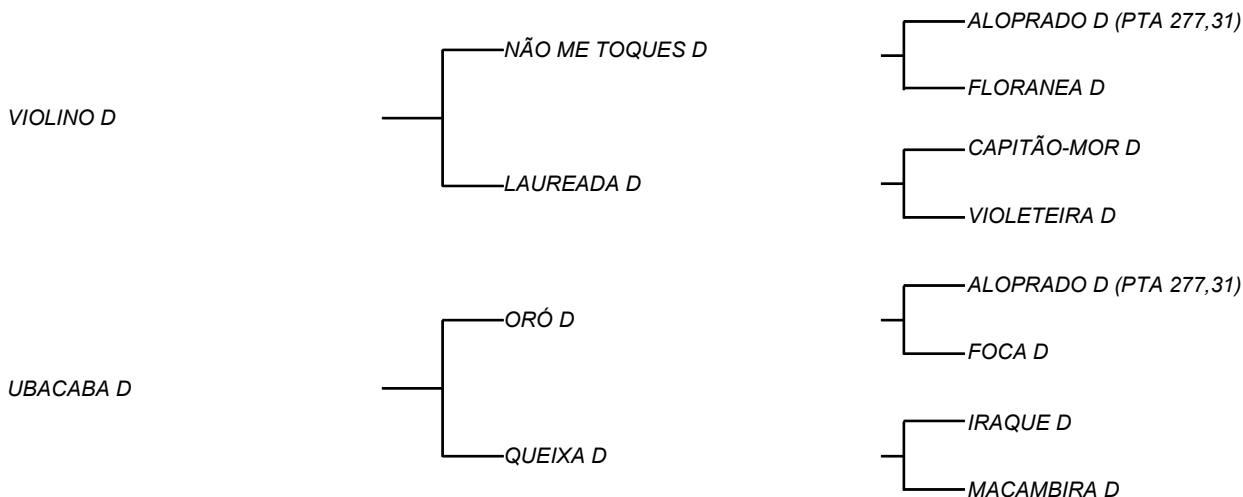 ALOPRADO D (PTA 277,31)
NÃO ME TOQUES D
FLORANEA D
VIOLINO D
CAPITÃO-MOR D
LAUREADA D
VIOLETEIRA D
ALOPRADO D (PTA 277,31)
ORÓ D
FOCA D
UBACABA D
IRAQUE D
QUEIXA D
MACAMBIRA D